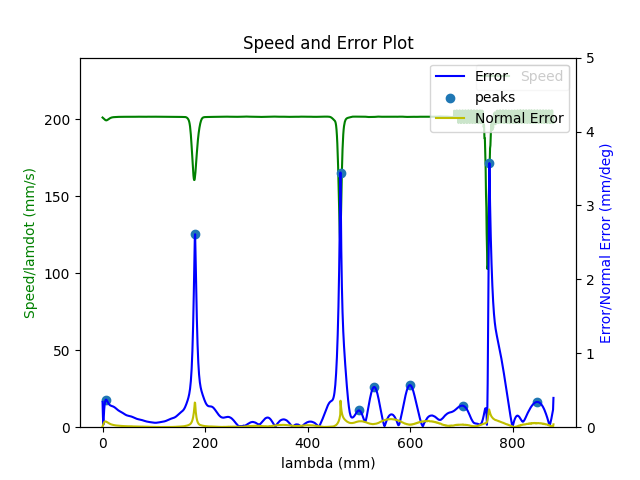 Speed and Error Plot
Speed/lamdot (mm/s)
200
150
100
50
0
Error
Speed
peaks
Normal Error
5
4
3
2
1
0
Error/Normal Error (mm/deg)
0
200
400
600
800
lambda (mm)